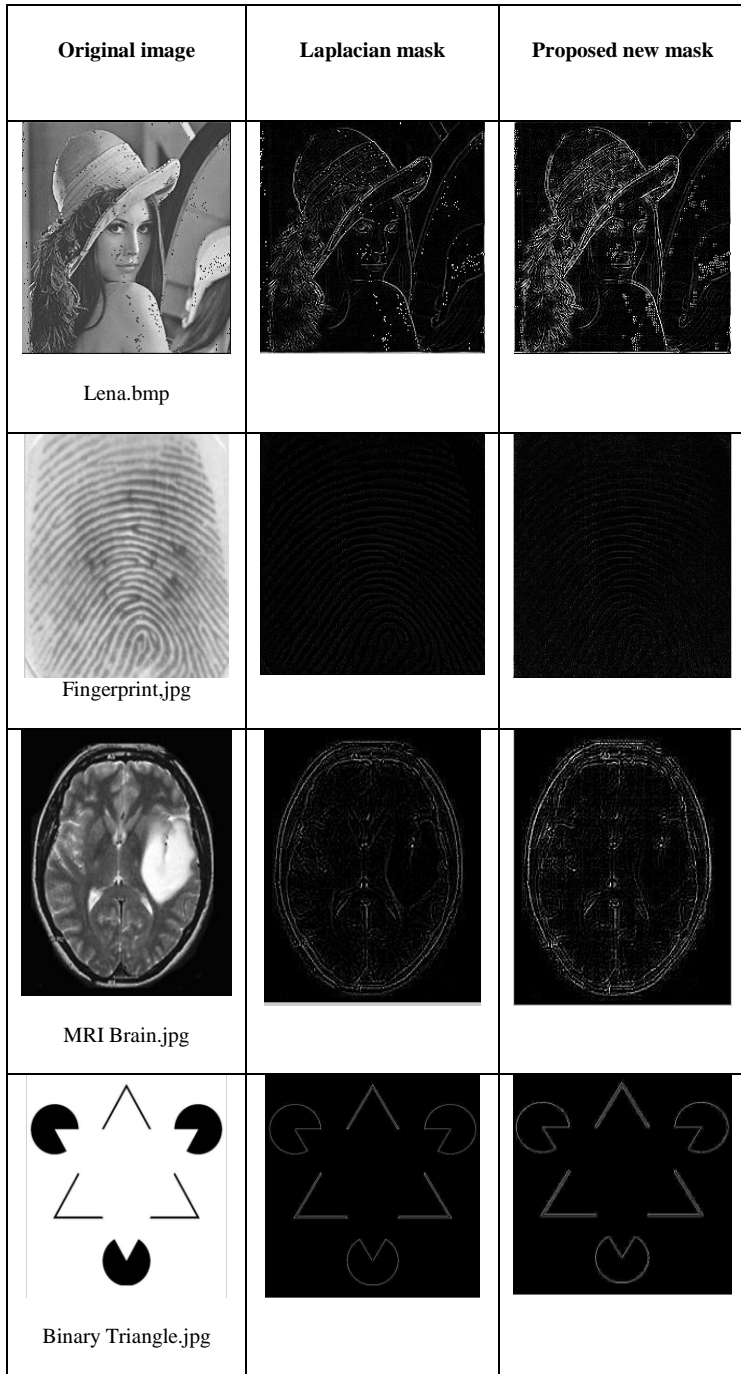 Original image
Laplacian mask
Proposed new mask
Lena.bmp
Fingerprint,jpg
MRI Brain.jpg
Binary Triangle.jpg